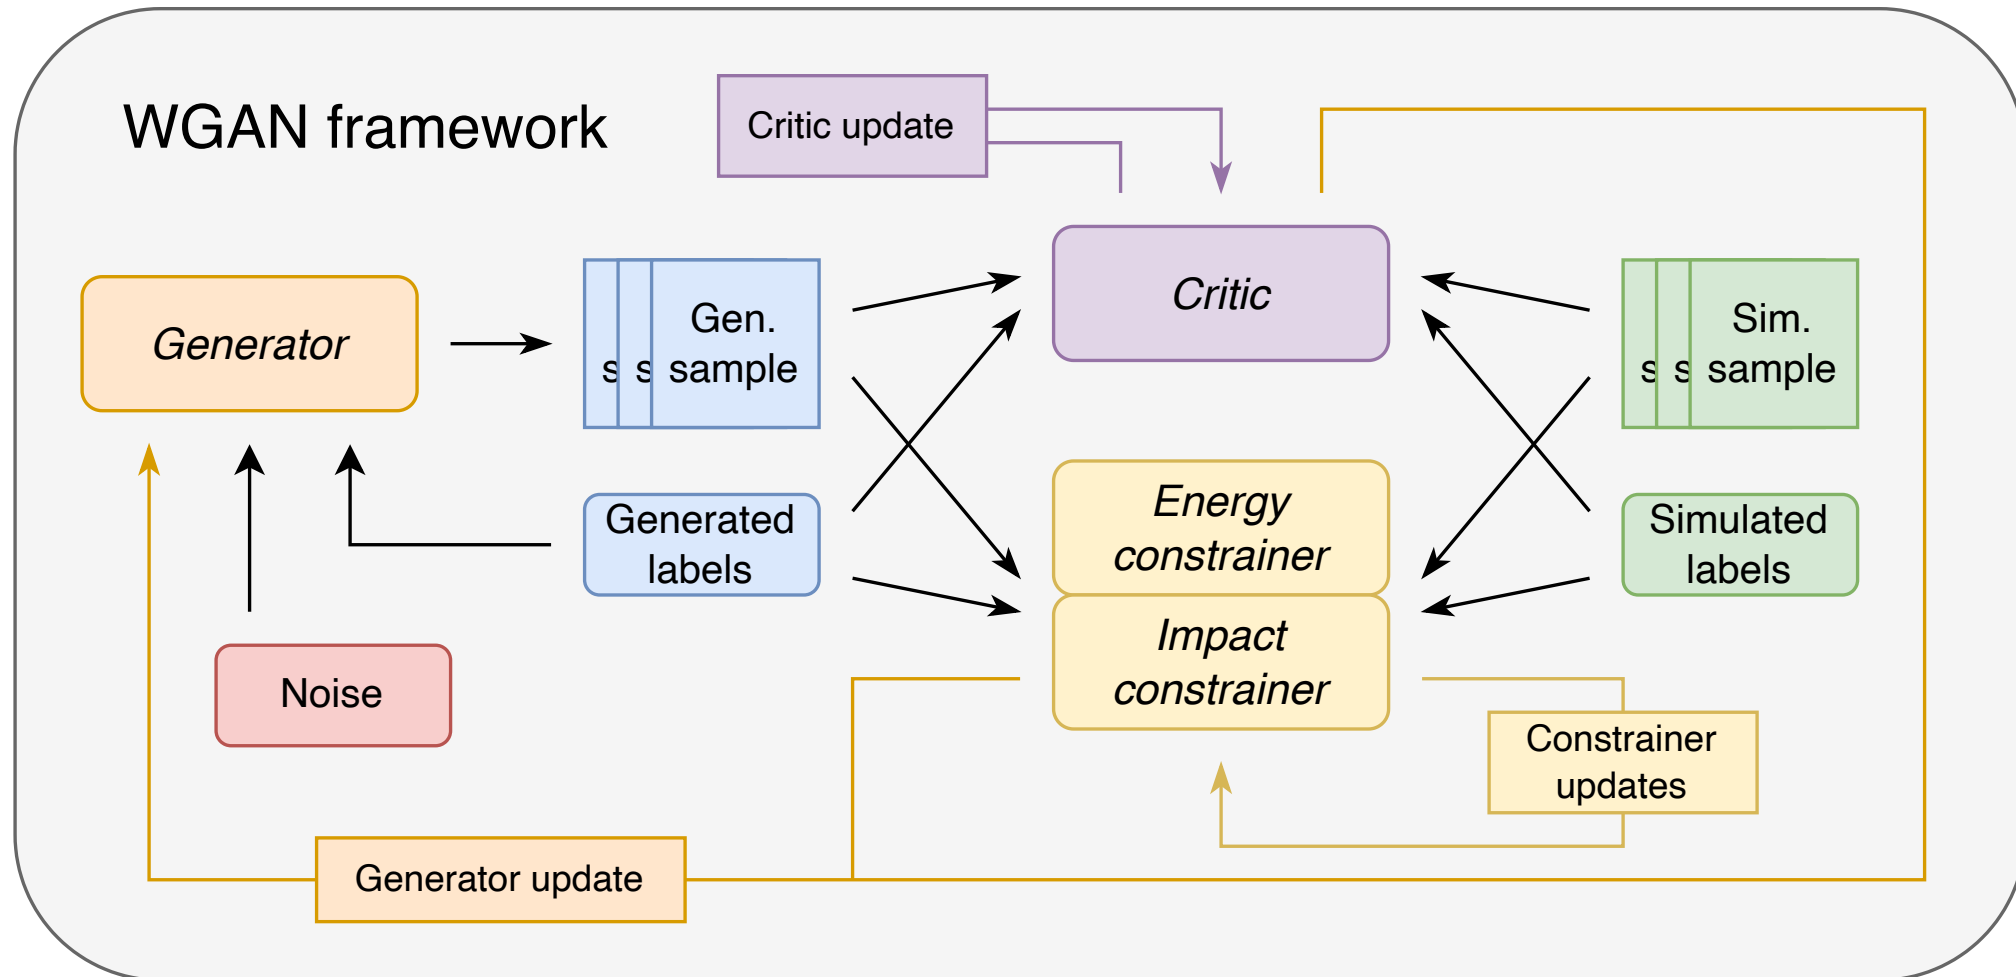 WGAN framework
Critic update
Generator
s
s
Gen.
sample
Critic
s
s
Sim.
sample
Generated
labels
Energy
constrainer
Simulated
labels
Noise
Impact
constrainer
Constrainer
updates
Generator update